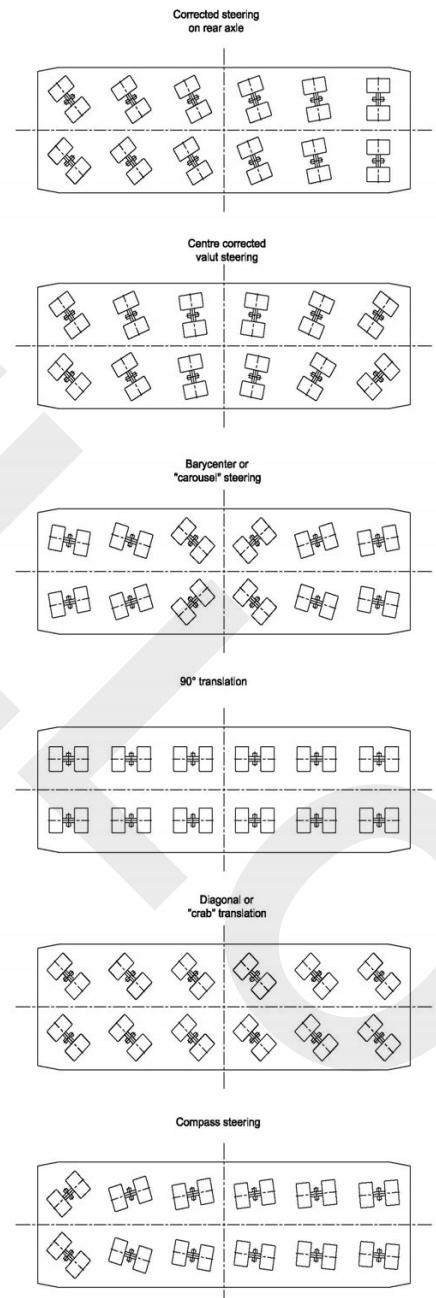 Corrected steering
on rear axle
Centre corrected
valut steering
Barycenter or
"carousel" steering
90° translation
Diagonal or
"crab" translation
Compass steering